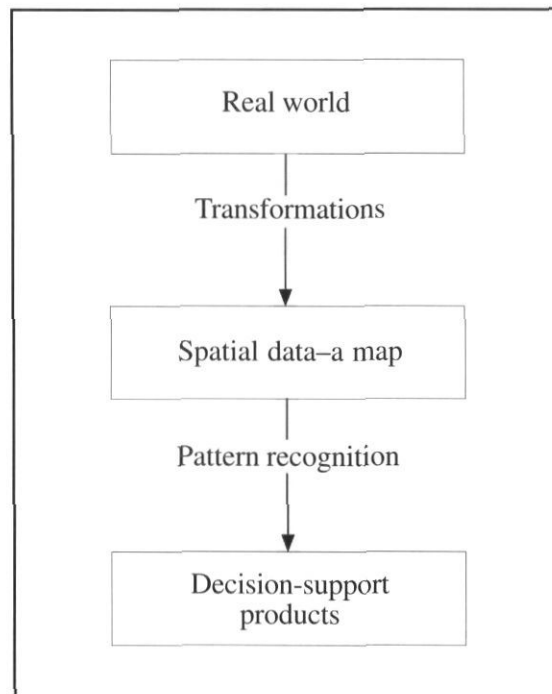 Real world
Transformations
Spatial data–a map
Pattern recognition
Decision-support
products